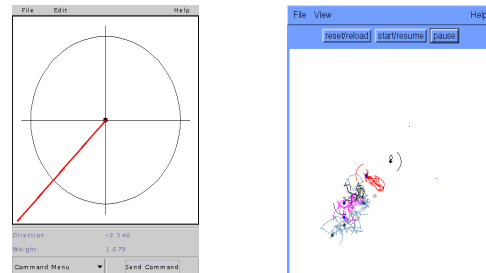 File Edit Help
Direction: -2.346
Weight: 1.679
Command Menu Send Command
File View Help
reset/reload start/resume pause